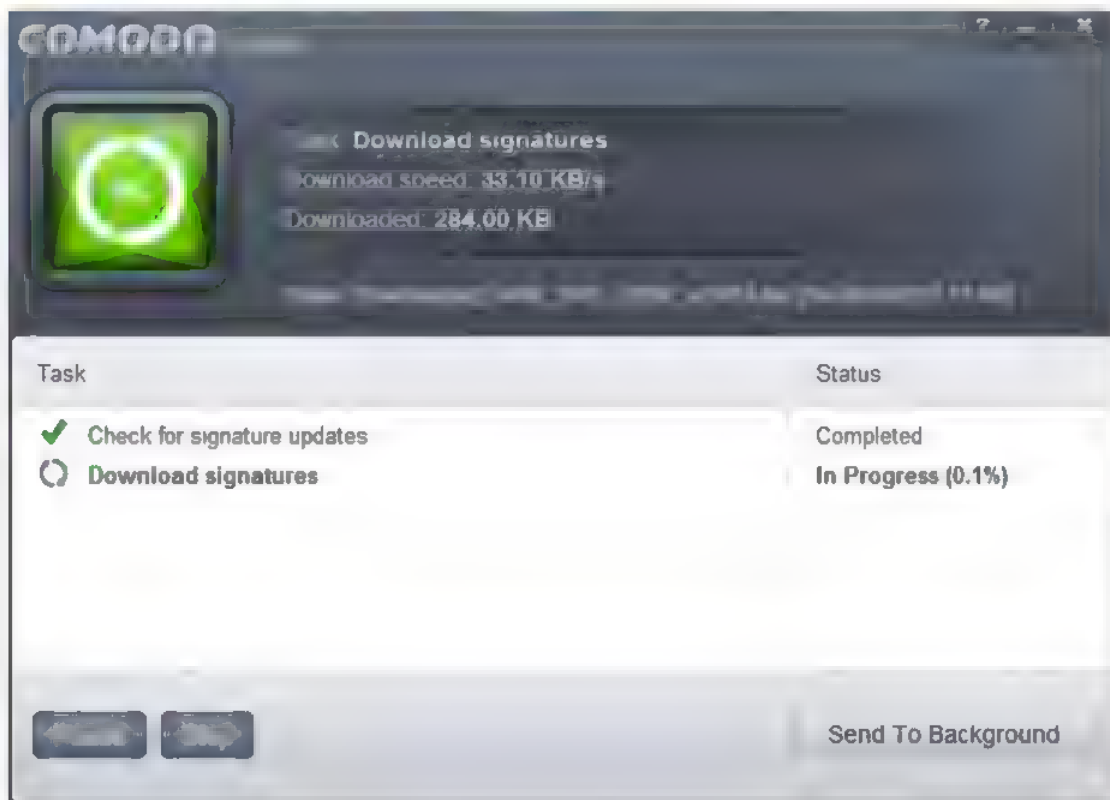 COMODO
Task: Download signatures
Download speed: 33.10 KB/s
Downloaded: 284.00 KB
Task Status
Check for signature updates Completed
Download signatures In Progress (0.1%)
Send To Background